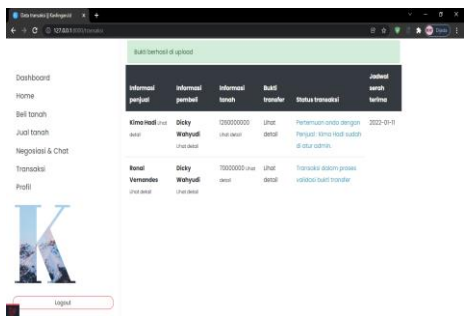 Data transaksi || Kavlingan.id
127.0.0.1:8000/transaksi
Bukti berhasil di upload
Dashboard
Home
Beli tanah
Jual tanah
Negosiasi & Chat
Transaksi
Profil
Logout
Informasi penjual
Informasi pembeli
Informasi tanah
Bukti transfer
Status transaksi
Jadwal serah terima
Kimo Hadi Lihat detail
Dicky Wahyudi Lihat detail
Lihat detail
Lihat detail
Pertemuan anda dengan
Penjual : Kimo Hadi sudah
di atur admin.
2022-01-11
Ronal Vernandes Lihat detail
Dicky Wahyudi Lihat detail
70000000 Lihat detail
Lihat detail
Transaksi dalam proses
validasi bukti transfer